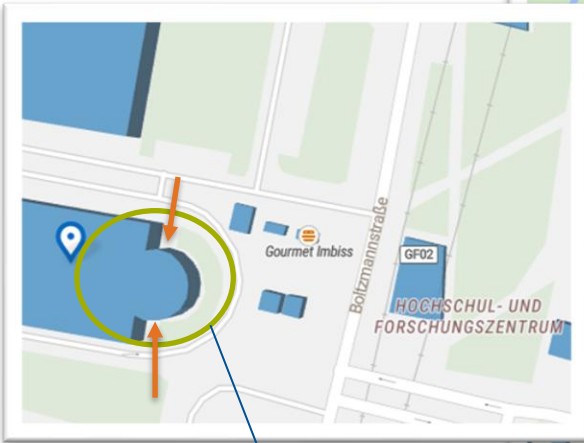 Gourmet Imbiss
Boltzmannstraße
GF02
HOCHSCHUL- UND
FORSCHUNGSZENTRUM